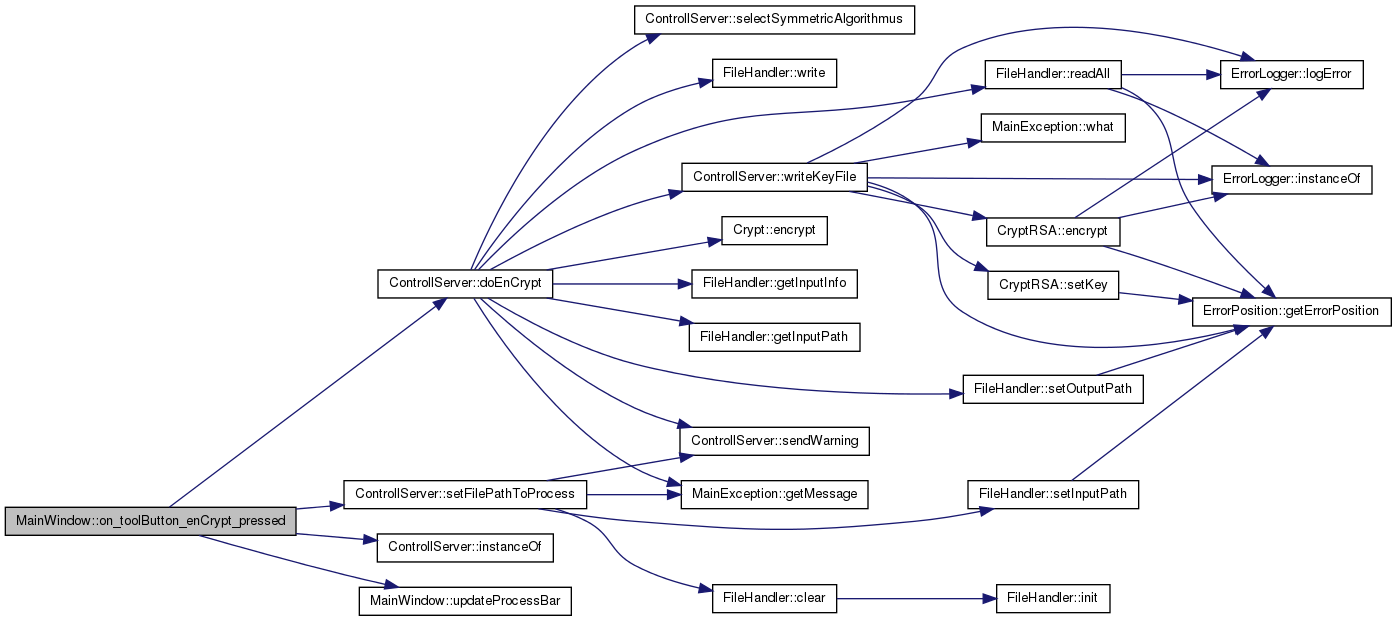 ControllServer::selectSymmetricAlgorithmus
FileHandler::write
FileHandler::readAll
ErrorLogger::logError
MainException::what
ControllServer::writeKeyFile
ErrorLogger::instanceOf
Crypt::encrypt
CryptRSA::encrypt
ControllServer::doEnCrypt
FileHandler::getInputInfo
CryptRSA::setKey
ErrorPosition::getErrorPosition
FileHandler::getInputPath
FileHandler::setOutputPath
ControllServer::sendWarning
ControllServer::setFilePathToProcess
MainException::getMessage
FileHandler::setInputPath
MainWindow::on_toolButton_enCrypt_pressed
ControllServer::instanceOf
MainWindow::updateProcessBar
FileHandler::clear
FileHandler::init